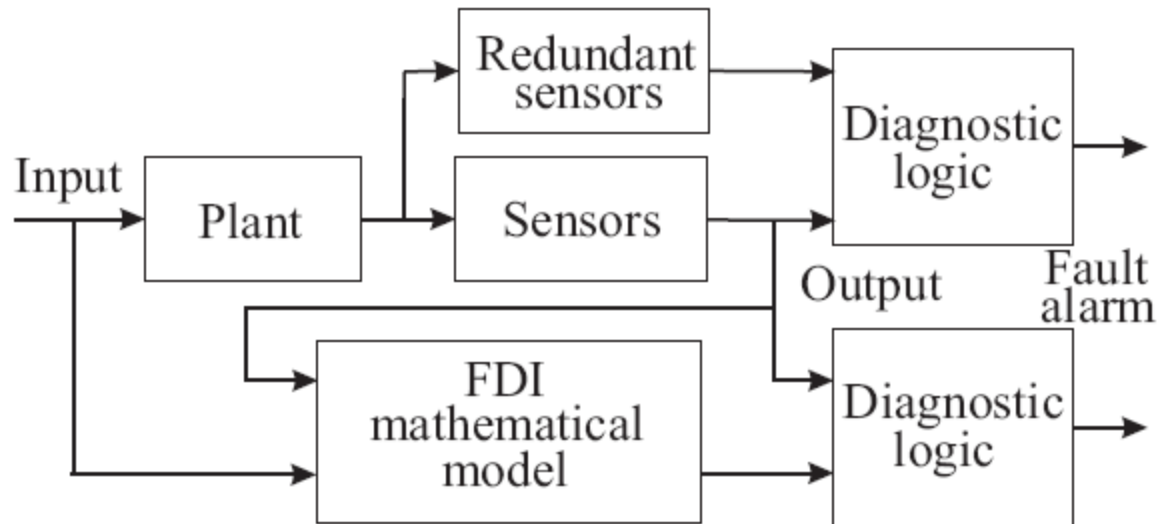 Redundant
sensors
Diagnostic
logic
Input
Plant
Sensors
Output
Fault
alarm
FDI
mathematical
model
Diagnostic
logic